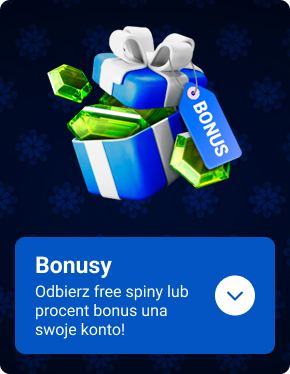 BONUS
Bonusy
Odbierz free spiny lub
procent bonus una
swoje konto!